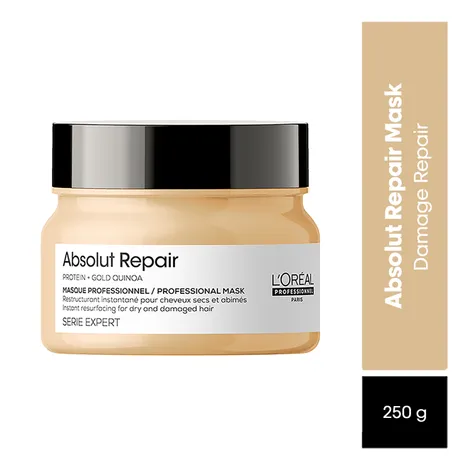 Absolut Repair
PROTEIN + GOLD QUINOA
MASQUE PROFESSIONNEL / PROFESSIONAL MASK
Restructurant instantané pour cheveux secs et abîmés
Instant resurfacing for dry and damaged hair
SERIE EXPERT
L'ORÉAL
PROFESSIONNEL
PARIS
Absolut Repair Mask
Damage Repair
250 g